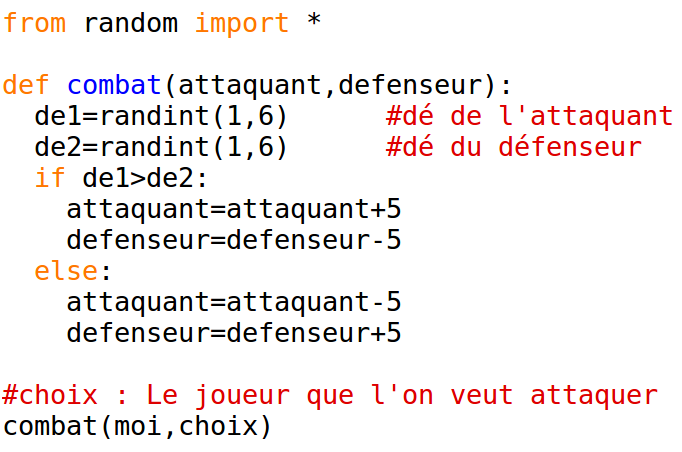 from random import *
def combat(attaquant,defenseur):
  de1=randint(1,6)      #dé de l'attaquant
  de2=randint(1,6)      #dé du défenseur
  if de1>de2:
    attaquant=attaquant+5
    defenseur=defenseur-5
  else:
    attaquant=attaquant-5
    defenseur=defenseur+5
#choix : Le joueur que l'on veut attaquer
combat(moi,choix)